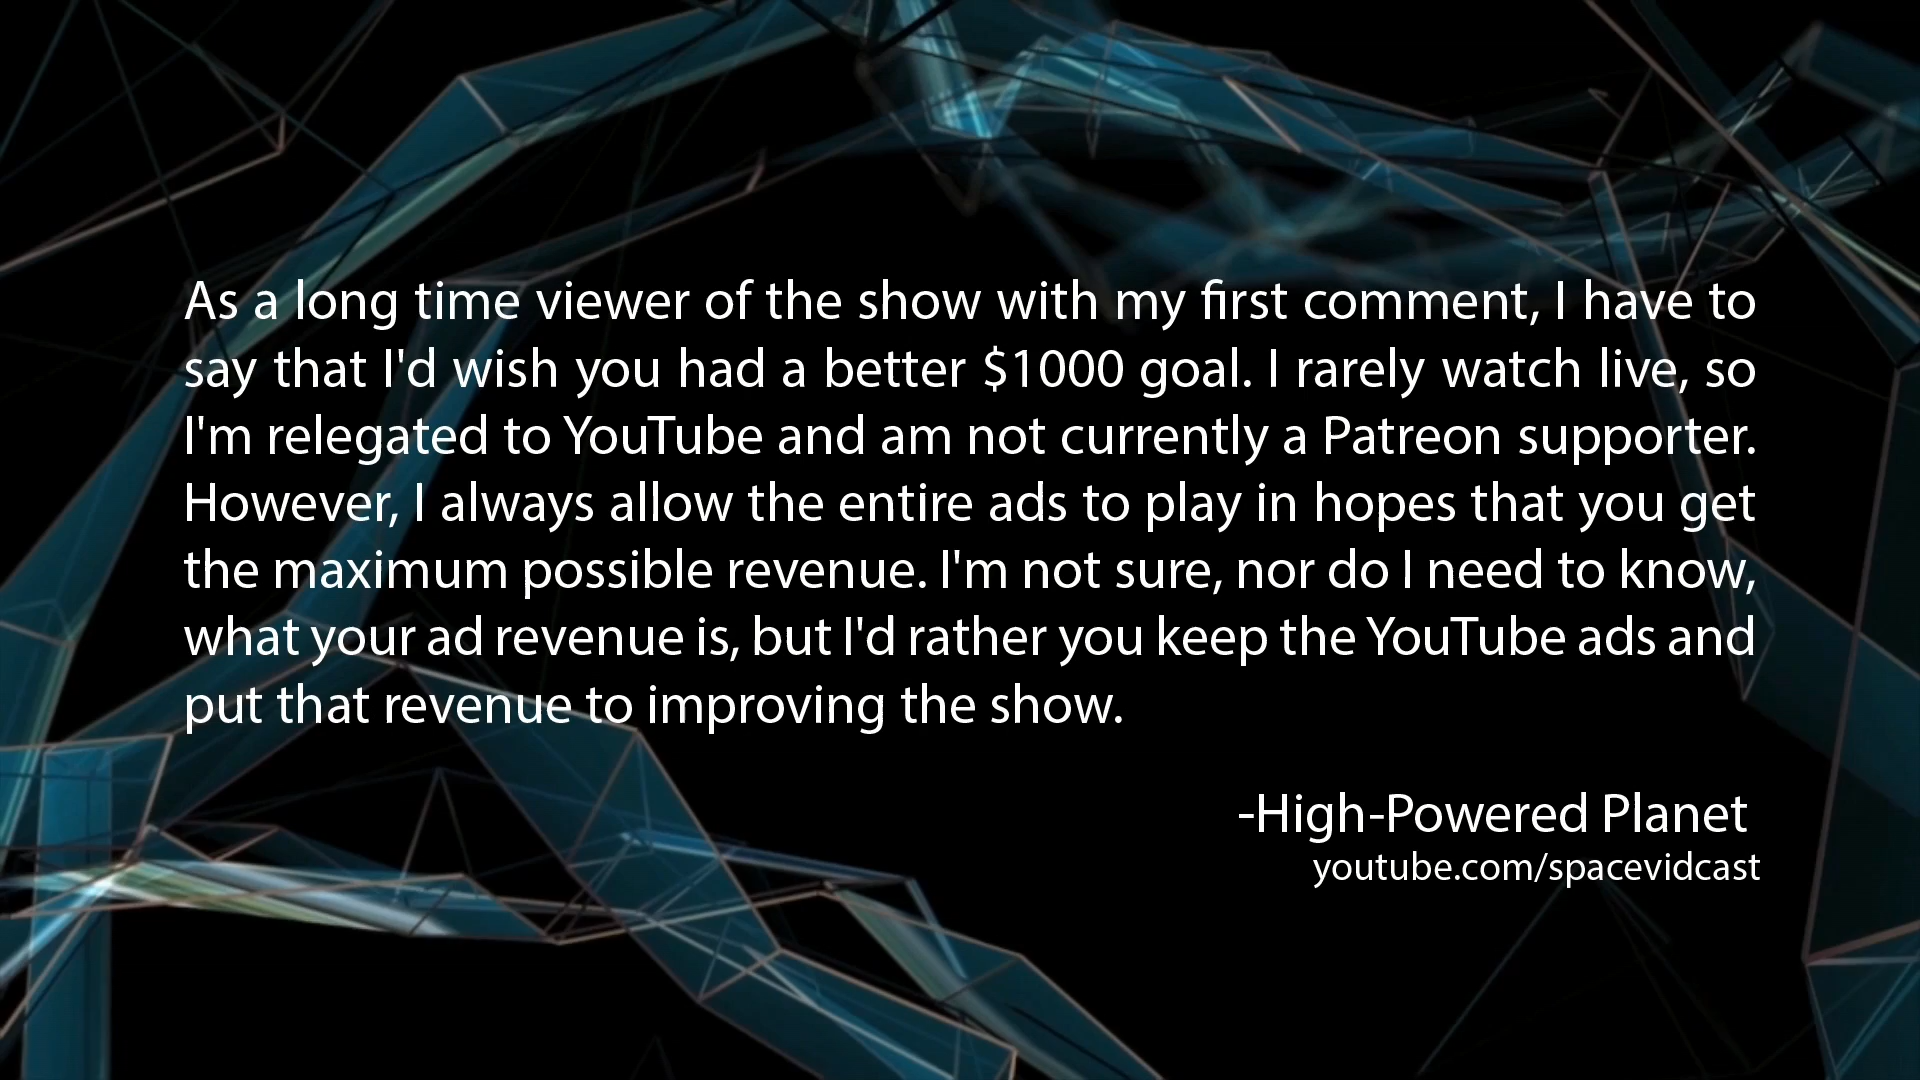 As a long time viewer of the show with my first comment, I have to
say that I'd wish you had a better $1000 goal. I rarely watch live, so
I'm relegated to YouTube and am not currently a Patreon supporter.
However, I always allow the entire ads to play in hopes that you get
the maximum possible revenue. I'm not sure, nor do I need to know,
what your ad revenue is, but I'd rather you keep the YouTube ads and
put that revenue to improving the show.
-High-Powered Planet
youtube.com/spacevidcast